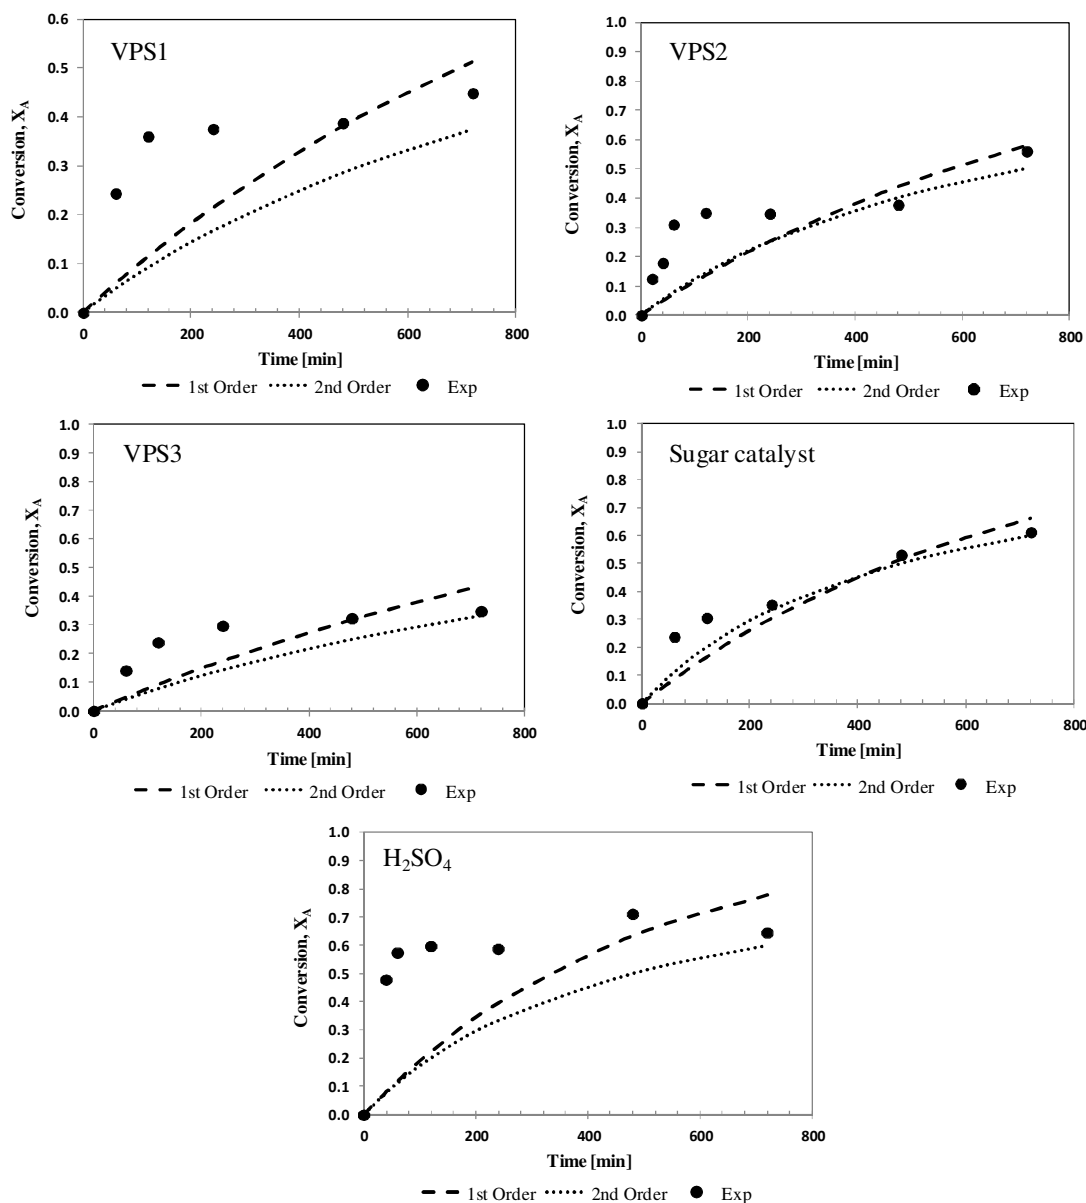 VPS1
Conversion, X_A
0.6
0.5
0.4
0.3
0.2
0.1
0.0
0 200 400 600 800
Time [min]
1st Order 2nd Order Exp
VPS2
Conversion, X_A
1.0
0.9
0.8
0.7
0.6
0.5
0.4
0.3
0.2
0.1
0.0
0 200 400 600 800
Time [min]
1st Order 2nd Order Exp
VPS3
Conversion, X_A
1.0
0.9
0.8
0.7
0.6
0.5
0.4
0.3
0.2
0.1
0.0
0 200 400 600 800
Time [min]
1st Order 2nd Order Exp
Sugar catalyst
Conversion, X_A
1.0
0.9
0.8
0.7
0.6
0.5
0.4
0.3
0.2
0.1
0.0
0 200 400 600 800
Time [min]
1st Order 2nd Order Exp
H₂SO₄
Conversion, X_A
1.0
0.9
0.8
0.7
0.6
0.5
0.4
0.3
0.2
0.1
0.0
0 200 400 600 800
Time [min]
1st Order 2nd Order Exp